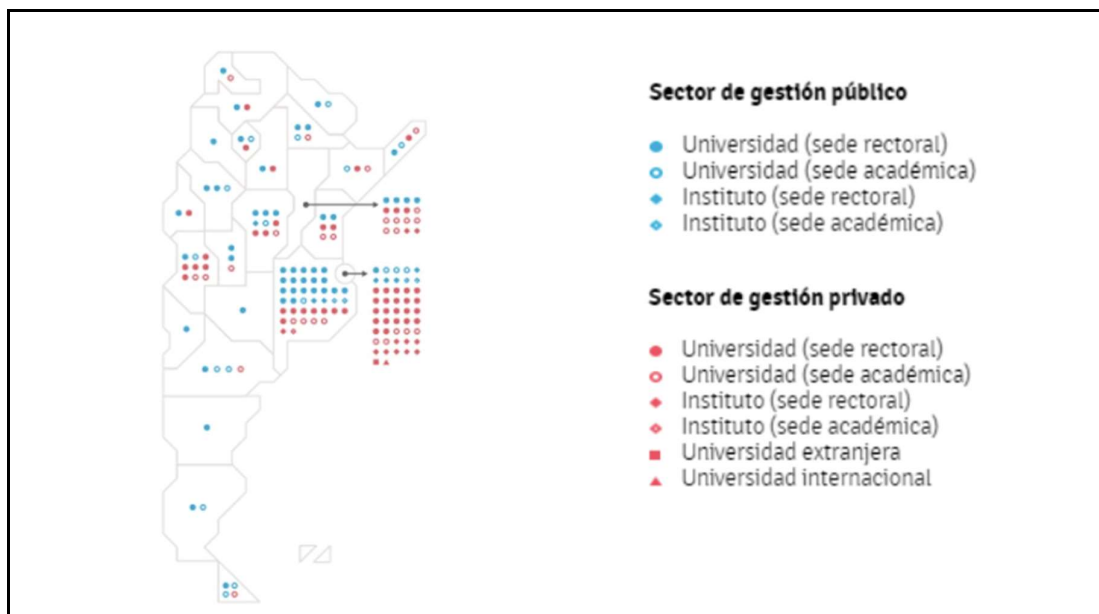 Sector de gestión público
Universidad (sede rectoral)
Universidad (sede académica)
Instituto (sede rectoral)
Instituto (sede académica)
Sector de gestión privado
Universidad (sede rectoral)
Universidad (sede académica)
Instituto (sede rectoral)
Instituto (sede académica)
Universidad extranjera
Universidad internacional